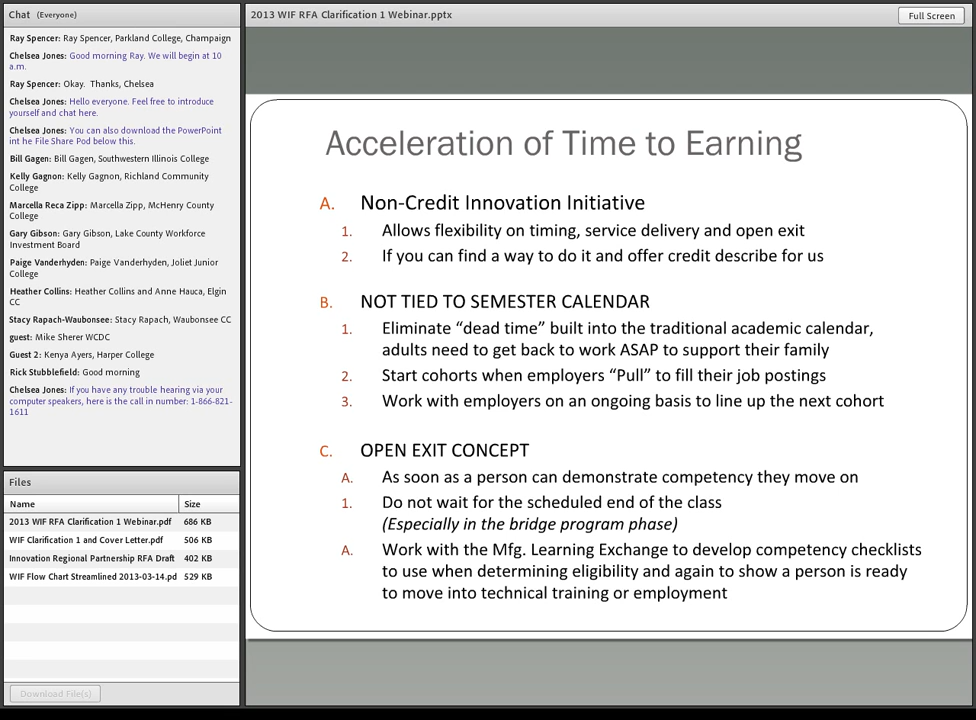 Chat (Everyone)
Ray Spencer: Ray Spencer, Parkland College, Champaign
Chelsea Jones: Good morning Ray. We will begin at 10
a.m.
Ray Spencer: Okay. Thanks, Chelsea
Chelsea Jones: Hello everyone. Feel free to introduce
yourself and chat here.
Chelsea Jones: You can also download the PowerPoint
int he File Share Pod below this.
Bill Gagen: Bill Gagen, Southwestern Illinois College
Kelly Gagnon: Kelly Gagnon, Richland Community
College
Marcella Reca Zipp: Marcella Zipp, McHenry County
College
Gary Gibson: Gary Gibson, Lake County Workforce
Investment Board
Paige Vanderhyden: Paige Vanderhyden, Joliet Junior
College
Heather Collins: Heather Collins and Anne Hauca, Elgin
CC
Stacy Rapach-Waubonsee: Stacy Rapach, Waubonsee CC
guest: Mike Sherer WCDC
Guest 2: Kenya Ayers, Harper College
Rick Stubblefield: Good morning
Chelsea Jones: If you have any trouble hearing via your
computer speakers, here is the call in number: 1-866-821-
1611
Files
Name Size
2013 WIF RFA Clarification 1 Webinar.pdf 686 KB
WIF Clarification 1 and Cover Letter.pdf 506 KB
Innovation Regional Partnership RFA Draft 402 KB
WIF Flow Chart Streamlined 2013-03-14.pd 529 KB
Download File(s)
2013 WIF RFA Clarification 1 Webinar.pptx
Full Screen
Acceleration of Time to Earning
A. Non-Credit Innovation Initiative
1. Allows flexibility on timing, service delivery and open exit
2. If you can find a way to do it and offer credit describe for us
B. NOT TIED TO SEMESTER CALENDAR
1. Eliminate “dead time” built into the traditional academic calendar,
adults need to get back to work ASAP to support their family
2. Start cohorts when employers “Pull” to fill their job postings
3. Work with employers on an ongoing basis to line up the next cohort
C. OPEN EXIT CONCEPT
A. As soon as a person can demonstrate competency they move on
1. Do not wait for the scheduled end of the class
(Especially in the bridge program phase)
A. Work with the Mfg. Learning Exchange to develop competency checklists
to use when determining eligibility and again to show a person is ready
to move into technical training or employment